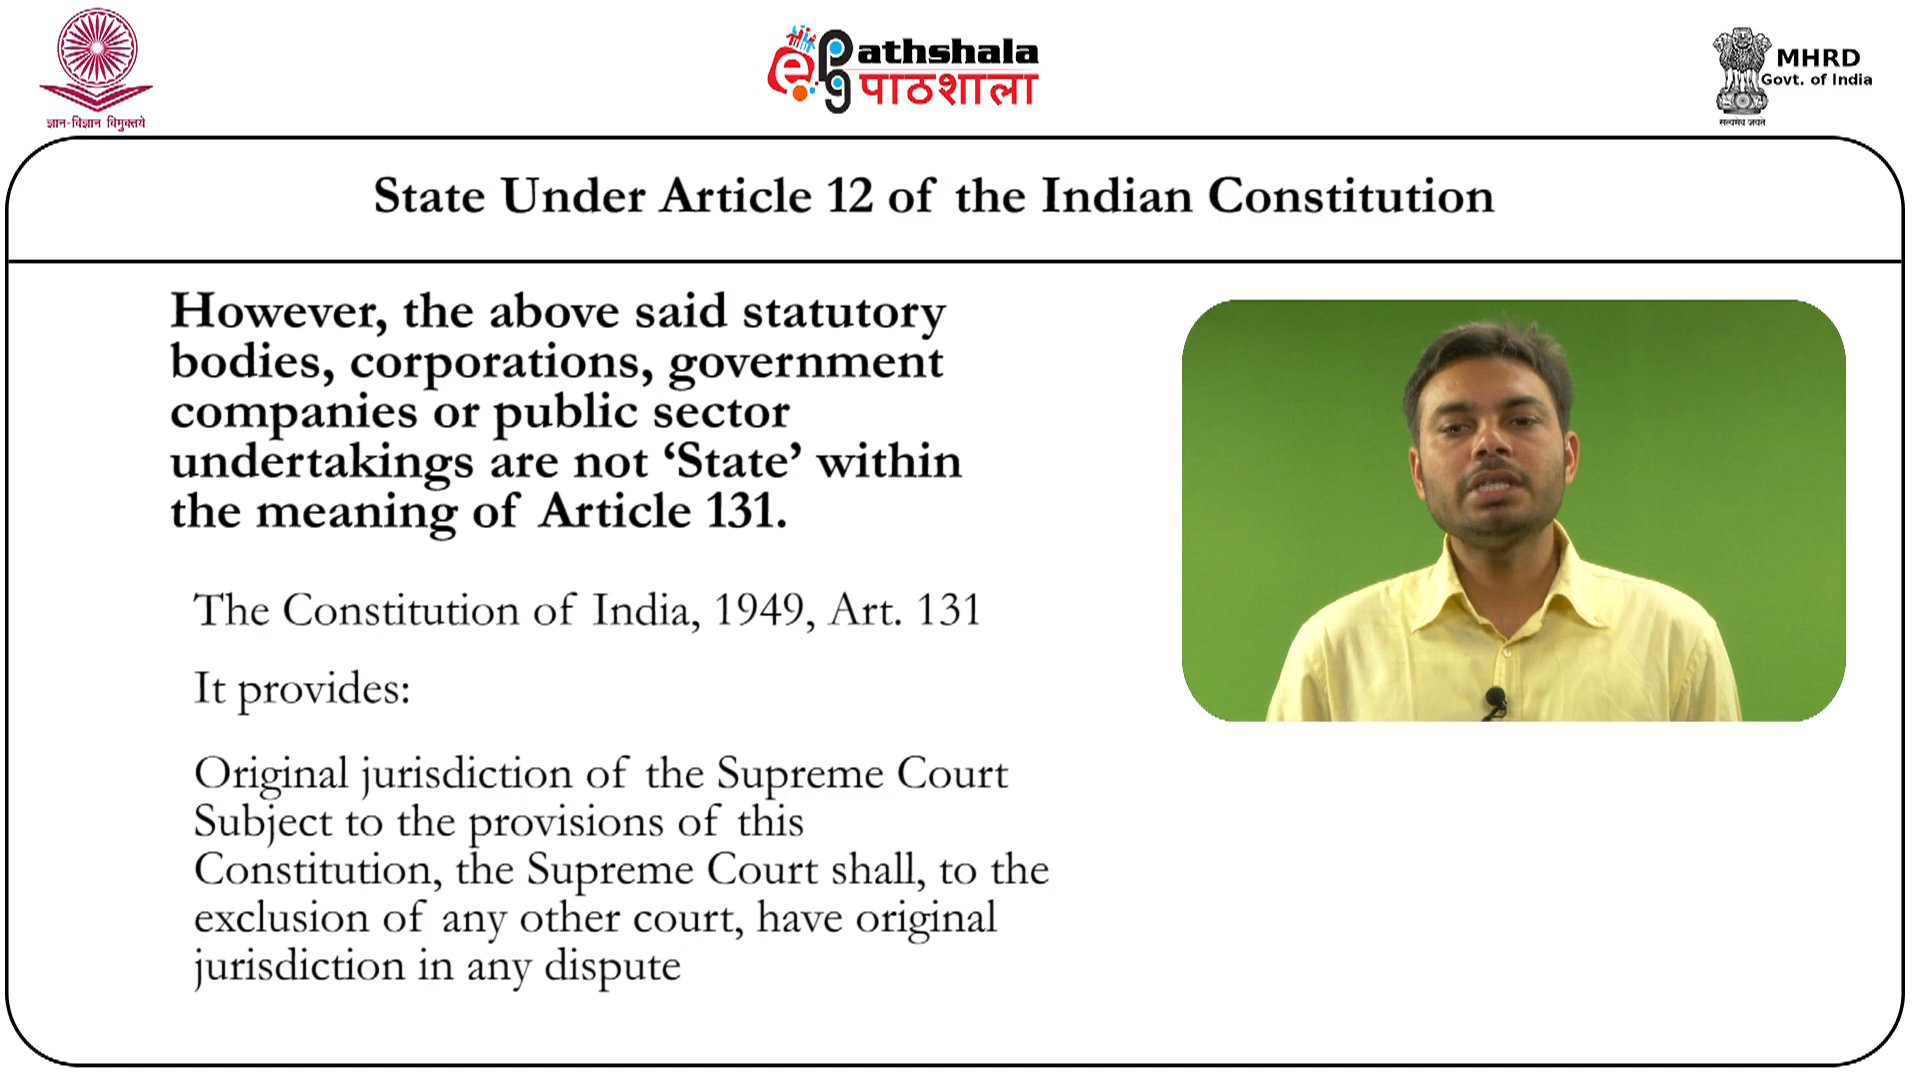 ज्ञान-विज्ञान विमुक्तये
e pg Pathshala
पाठशाला
MHRD
Govt. of India
सत्यमेव जयते
State Under Article 12 of the Indian Constitution
However, the above said statutory
bodies, corporations, government
companies or public sector
undertakings are not ‘State’ within
the meaning of Article 131.
The Constitution of India, 1949, Art. 131
It provides:
Original jurisdiction of the Supreme Court
Subject to the provisions of this
Constitution, the Supreme Court shall, to the
exclusion of any other court, have original
jurisdiction in any dispute